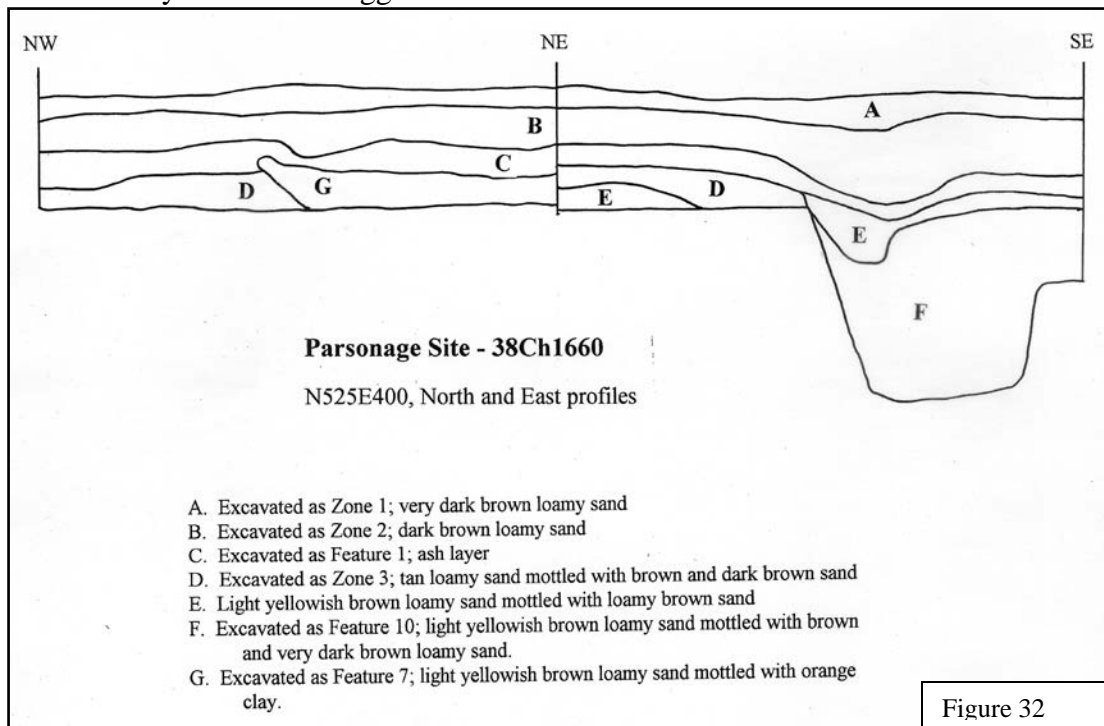 NW NE SE
A
B
C
D G D
E
E
F
Parsonage Site - 38Ch1660
N525E400, North and East profiles
A. Excavated as Zone 1; very dark brown loamy sand
B. Excavated as Zone 2; dark brown loamy sand
C. Excavated as Feature 1; ash layer
D. Excavated as Zone 3; tan loamy sand mottled with brown and dark brown sand
E. Light yellowish brown loamy sand mottled with loamy brown sand
F. Excavated as Feature 10; light yellowish brown loamy sand mottled with brown
and very dark brown loamy sand.
G. Excavated as Feature 7; light yellowish brown loamy sand mottled with orange
clay.
Figure 32